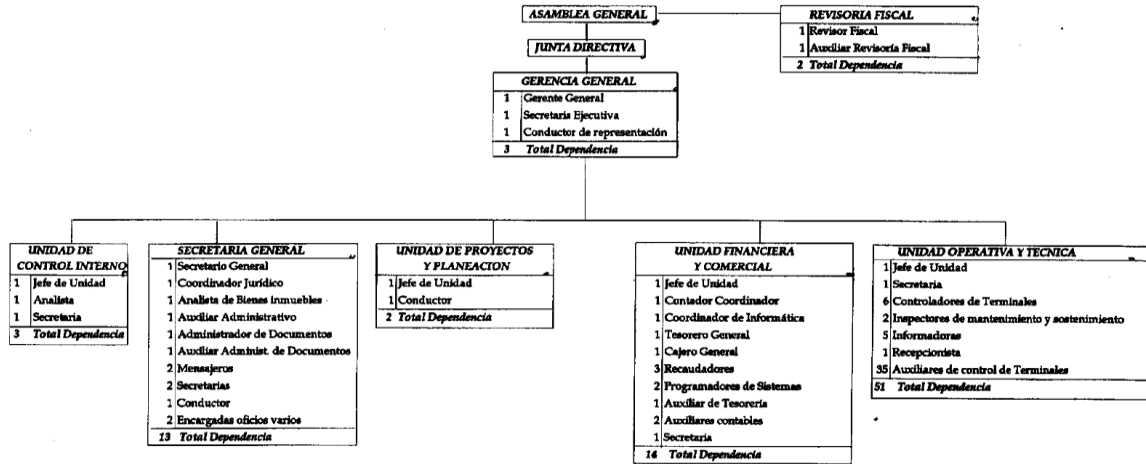 ASAMBLEA GENERAL
REVISORIA FISCAL
1 Revisor Fiscal
1 Auxiliar Revisoría Fiscal
2 Total Dependencia
JUNTA DIRECTIVA
GERENCIA GENERAL
1 Gerente General
1 Secretaria Ejecutiva
1 Conductor de representación
3 Total Dependencia
UNIDAD DE
CONTROL INTERNO
1 Jefe de Unidad
1 Analista
1 Secretaria
3 Total Dependencia
SECRETARIA GENERAL
1 Secretario General
1 Coordinador Jurídico
1 Analista de Bienes inmuebles
1 Auxiliar Administrativo
1 Administrador de Documentos
1 Auxiliar Administ. de Documentos
2 Mensajeros
2 Secretarias
1 Conductor
2 Encargadas oficios varios
13 Total Dependencia
UNIDAD DE PROYECTOS
Y PLANEACION
1 Jefe de Unidad
1 Conductor
2 Total Dependencia
UNIDAD FINANCIERA
Y COMERCIAL
1 Jefe de Unidad
1 Contador Coordinador
1 Coordinador de Informática
1 Tesorero General
1 Cajero General
3 Recaudadores
2 Programadores de Sistemas
1 Auxiliar de Tesorería
2 Auxiliares contables
1 Secretaria
14 Total Dependencia
UNIDAD OPERATIVA Y TECNICA
1 Jefe de Unidad
1 Secretaria
6 Controladores de Terminales
2 Inspectores de mantenimiento y sostenimiento
5 Informadoras
1 Recepcionista
35 Auxiliares de control de Terminales
51 Total Dependencia